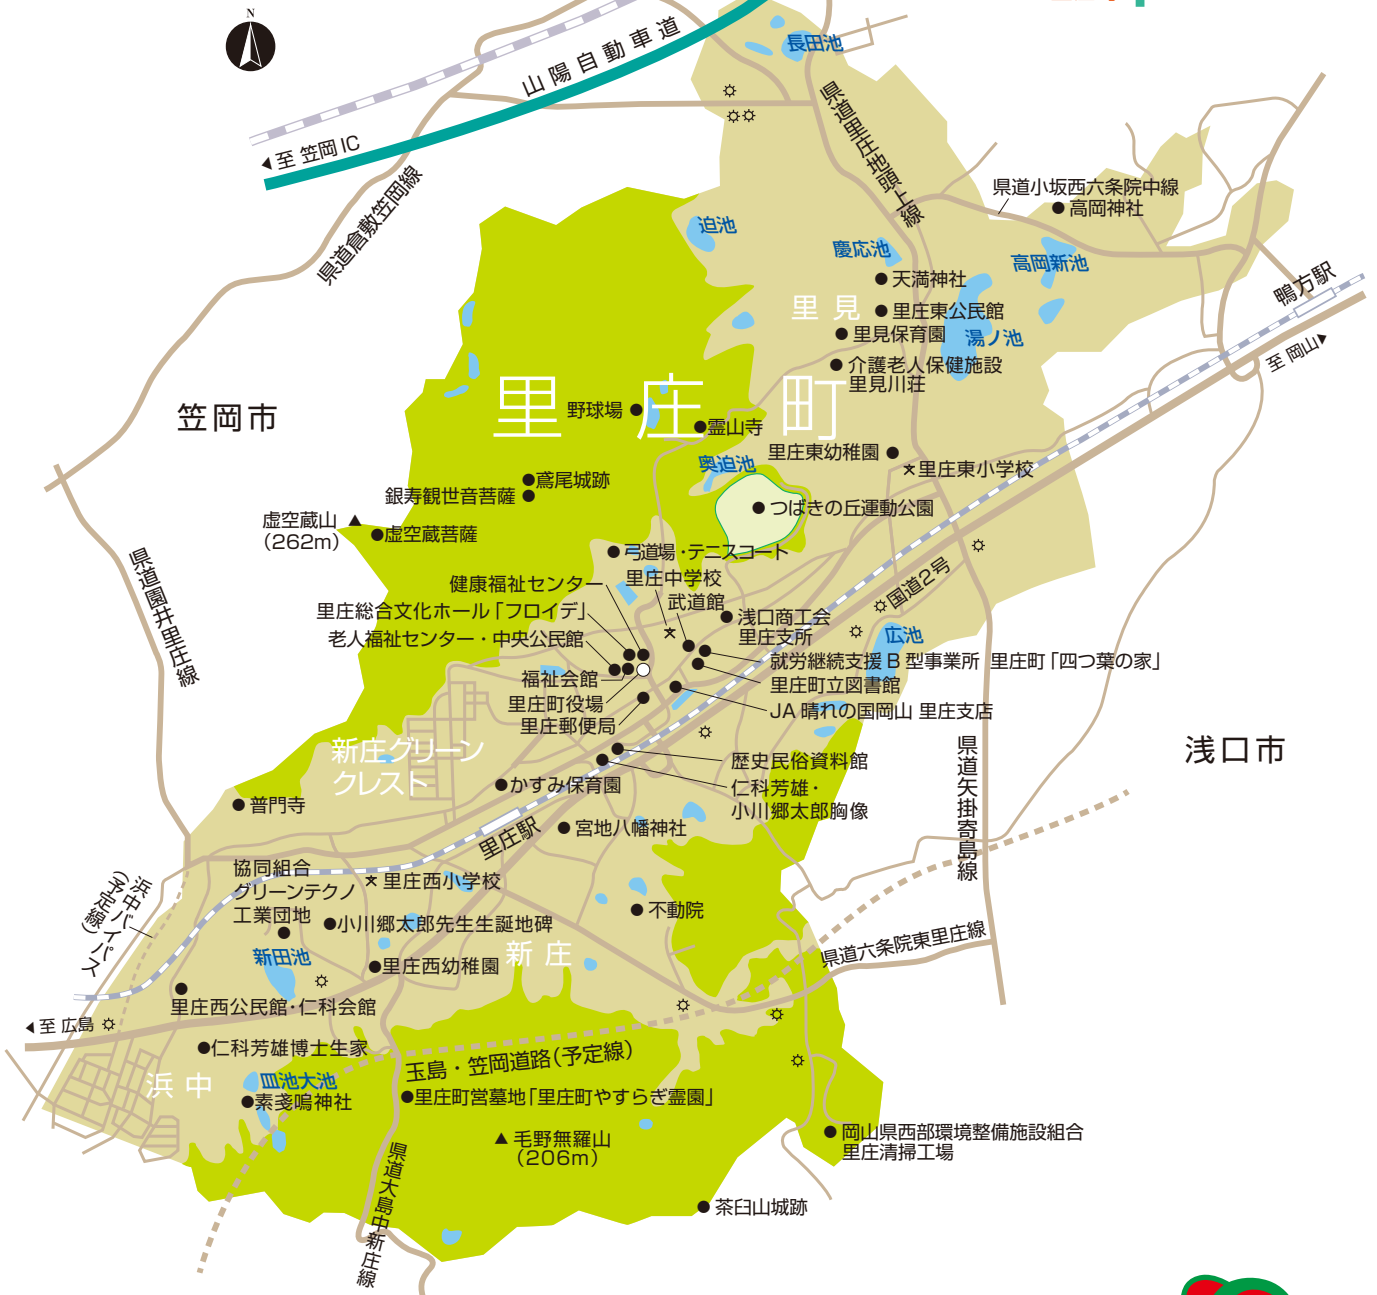 N
山陽自動車道
至 笠岡 IC
長田池
県道里庄地頭上線
県道倉敷笠岡線
県道小坂西六条院中線
高岡神社
迫池
慶応池
高岡新池
天満神社
鴨方駅
里見
里庄東公民館
里見保育園
湯ノ池
至 岡山
介護老人保健施設
里見川荘
笠岡市
里庄町
野球場
霊山寺
里庄東幼稚園
奥迫池
里庄東小学校
鳶尾城跡
銀寿観世音菩薩
つばきの丘運動公園
虚空蔵山
(262m)
虚空蔵菩薩
弓道場・テニスコート
県道園井里庄線
健康福祉センター
里庄中学校
国道2号
武道館
里庄総合文化ホール「フロイデ」
浅口商工会
里庄支所
老人福祉センター・中央公民館
広池
就労継続支援 B 型事業所 里庄町「四つ葉の家」
福祉会館
里庄町立図書館
里庄町役場
JA 晴れの国岡山 里庄支店
里庄郵便局
新庄グリーン
クレスト
歴史民俗資料館
浅口市
県道矢掛寄島線
かすみ保育園
仁科芳雄・
小川郷太郎胸像
普門寺
里庄駅
宮地八幡神社
協同組合
グリーンテクノ
工業団地
里庄西小学校
浜中バイパス
(予定線)
小川郷太郎先生生誕地碑
不動院
新庄
県道六条院東里庄線
新田池
里庄西幼稚園
里庄西公民館・仁科会館
至 広島
仁科芳雄博士生家
玉島・笠岡道路(予定線)
浜中
皿池大池
素戔嗚神社
里庄町営墓地「里庄町やすらぎ霊園」
毛野無羅山
(206m)
岡山県西部環境整備施設組合
里庄清掃工場
県道大島中新庄線
茶臼山城跡